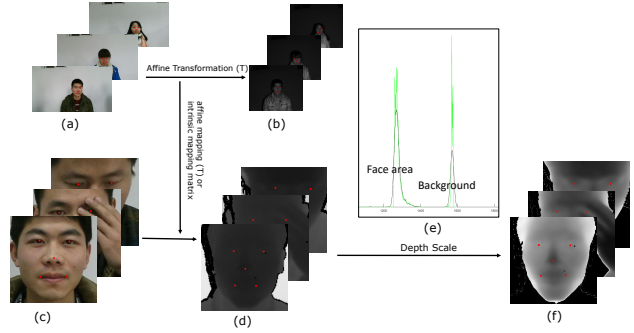 Affine Transformation (T)
(a)
(b)
affine mapping (T) or
intrinsic mapping matrix
Face area
Background
(e)
Depth Scale
(c)
(d)
(f)